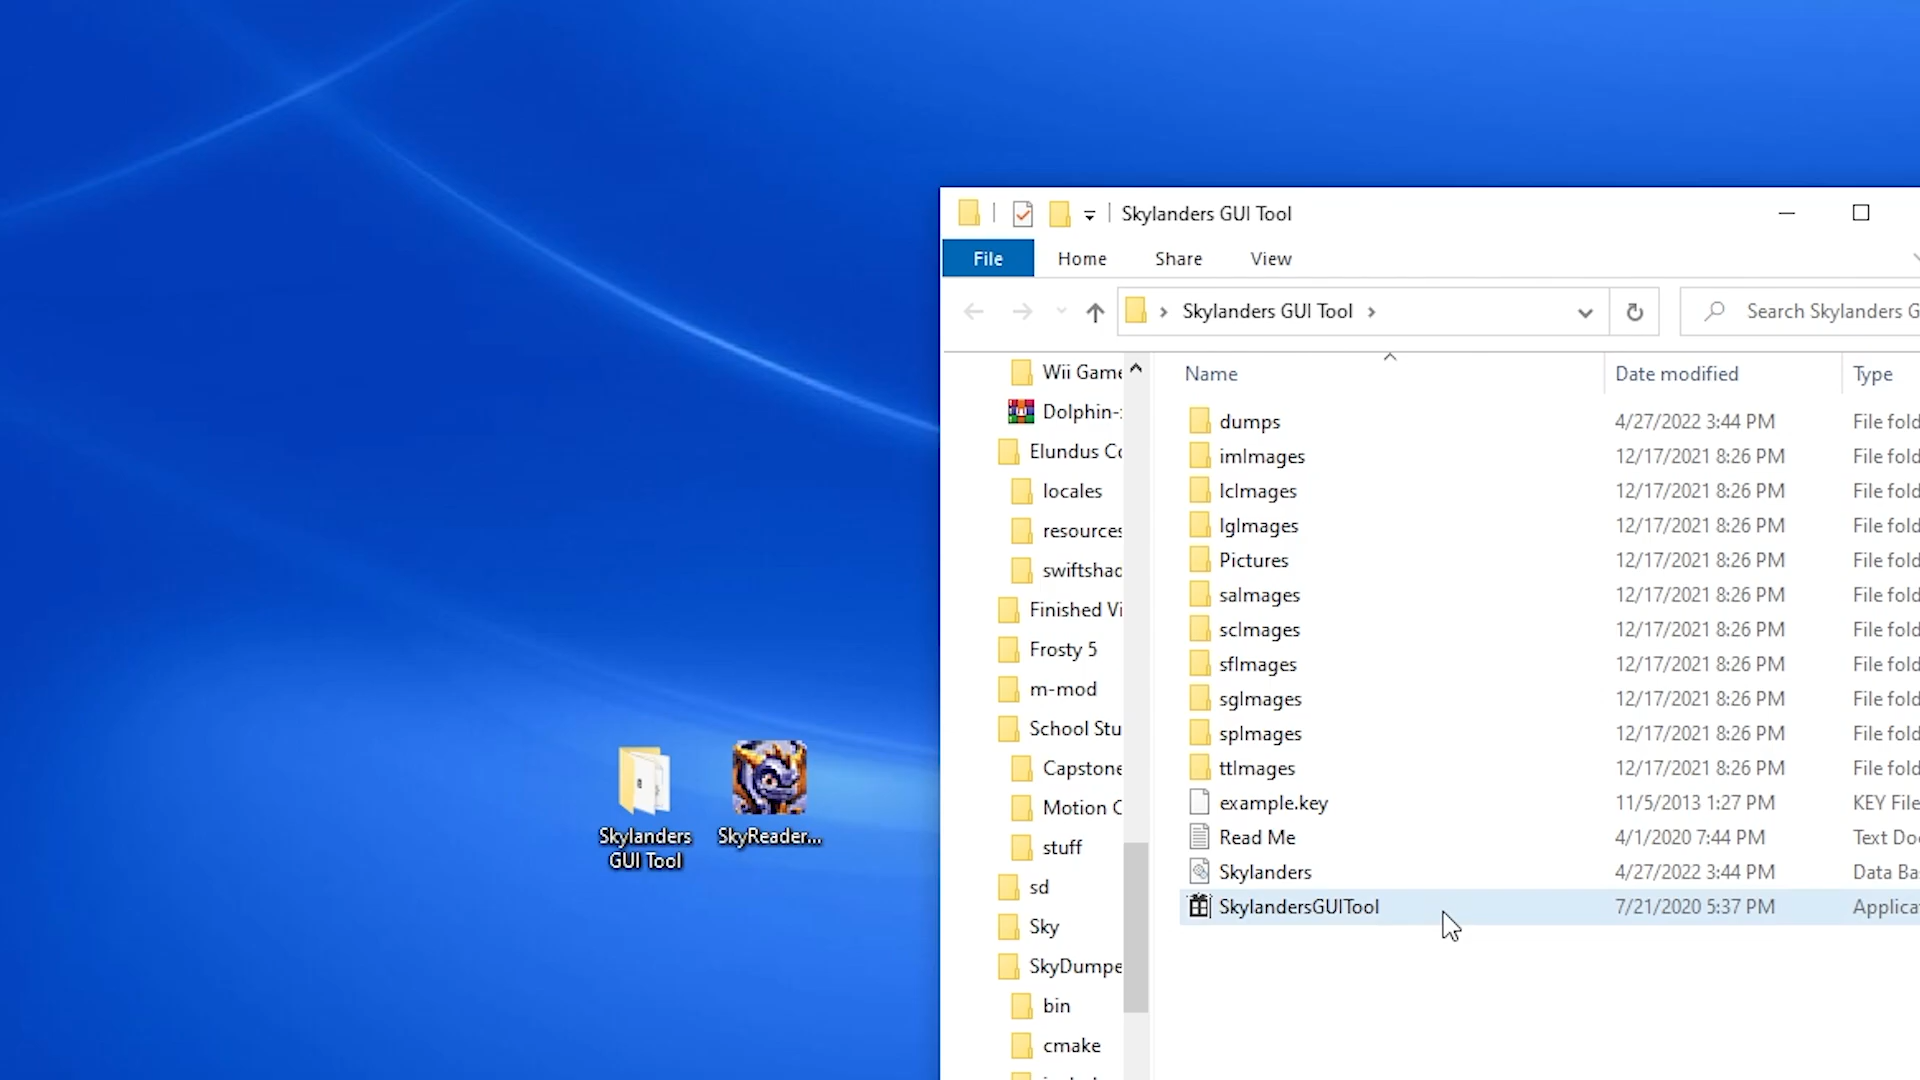 Skylanders GUI Tool
File Home Share View
Skylanders GUI Tool
Search Skylanders G
Wii Game
Dolphin-
Elundus Co
locales
resources
swiftshad
Finished Vi
Frosty 5
m-mod
School Stu
Capstone
Motion C
stuff
sd
Sky
SkyDumpe
bin
cmake
Name Date modified Type
dumps 4/27/2022 3:44 PM File fold
imImages 12/17/2021 8:26 PM File fold
lcImages 12/17/2021 8:26 PM File fold
lgImages 12/17/2021 8:26 PM File fold
Pictures 12/17/2021 8:26 PM File fold
saImages 12/17/2021 8:26 PM File fold
scImages 12/17/2021 8:26 PM File fold
sfImages 12/17/2021 8:26 PM File fold
sgImages 12/17/2021 8:26 PM File fold
spImages 12/17/2021 8:26 PM File fold
ttImages 12/17/2021 8:26 PM File fold
example.key 11/5/2013 1:27 PM KEY File
Read Me 4/1/2020 7:44 PM Text Do
Skylanders 4/27/2022 3:44 PM Data Ba
SkylandersGUITool 7/21/2020 5:37 PM Applica
Skylanders
GUI Tool
SkyReader...